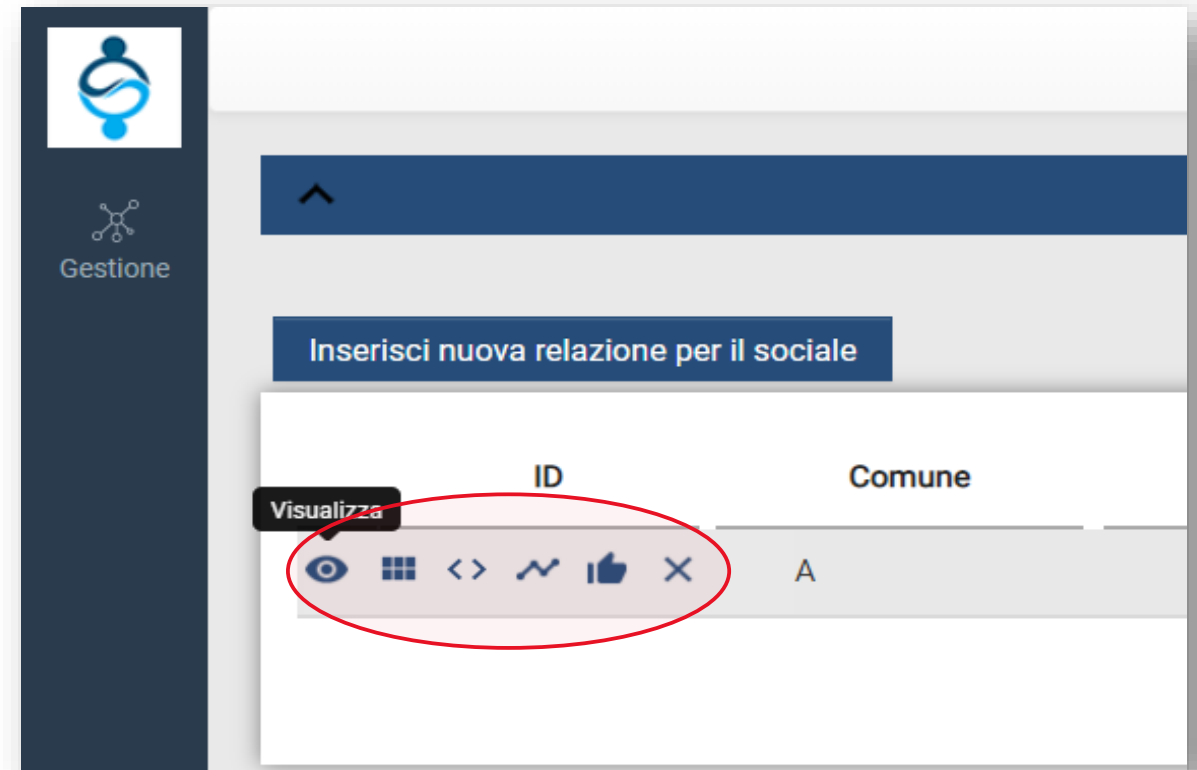 Gestione
Inserisci nuova relazione per il sociale
ID Comune
Visualizza
A